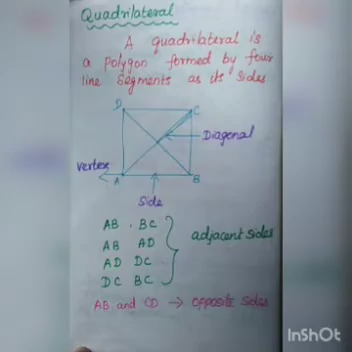 Quadrilateral
A quadrilateral is
a polygon formed by four
line segments as its sides
D C
Diagonal
vertex
A B
Side
AB , BC
AB AD
adjacent sides
AD DC
DC BC
AB and CD → opposite sides
InShOt